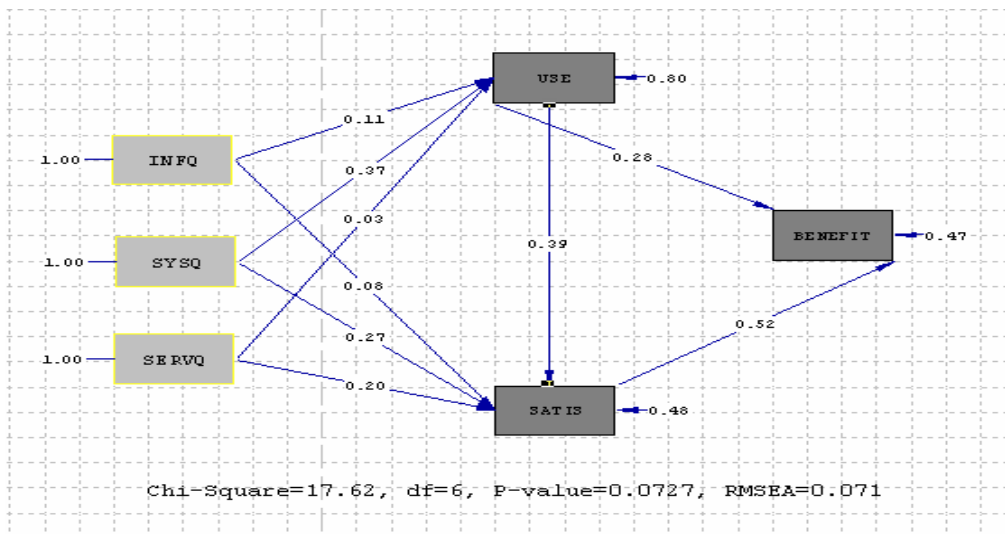 USE
0.80
0.11
1.00
INFQ
0.37
0.28
0.03
BENEFIT
0.47
1.00
SYSQ
0.39
0.08
0.27
0.52
1.00
SERVQ
0.20
SATIS
0.48
Chi-Square=17.62, df=6, P-value=0.0727, RMSEA=0.071